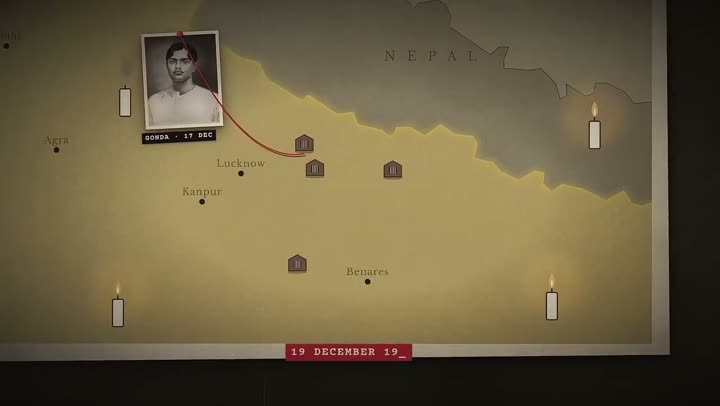 NEPAL
GONDA · 17 DEC
Agra
Lucknow
Kanpur
Benares
19 DECEMBER 19_